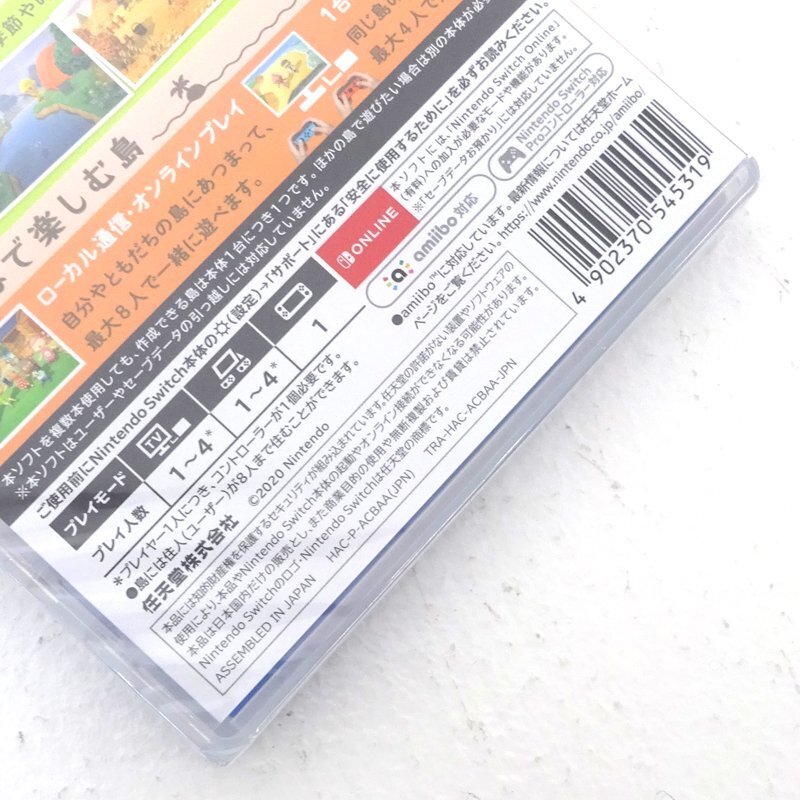 季節や
1台
同じ島
最大4人で
で楽しむ島
ローカル通信・オンラインプレイ
自分やともだちの島にあつまって、
最大8人で一緒に遊べます。
本ソフトを複数本使用しても、作成できる島は本体1台につき1つです。ほかの島で遊びたい場合は別の本体が必
※本ソフトはユーザーやセーブデータの引っ越しには対応していません。
ご使用前にNintendo Switch本体の(設定)→「サポート」にある「安全に使用するために」を必ずお読みください。
プレイモード
TV
プレイ人数
1~4*
1~4*
1
*プレイヤー1人につき、コントローラーが1個必要です。
●島には住人(ユーザー)が8人まで住むことができます。
任天堂株式会社
©2020 Nintendo
ONLINE
本ソフトには、「Nintendo Switch Online」
(有料)への加入が必要なモードや機能があります。
※「セーブデータお預かり」には対応していません。
amiibo 対応
Nintendo Switch
Proコントローラー対応
●amiibo™に対応しています。最新情報については任天堂ホーム
ページをご覧ください。https://www.nintendo.co.jp/amiibo/
4 902370 545319
本品には知的財産権を保護するセキュリティが組み込まれています。任天堂の許諾がない装置やソフトウェアの
使用により、本品やNintendo Switch本体の起動やオンライン接続ができなくなる可能性があります。
本品は日本国内だけの販売とし、また商業目的の使用や無断複製および賃貸は禁止されています。
Nintendo Switchのロゴ・Nintendo Switchは任天堂の商標です。
ASSEMBLED IN JAPAN
HAC-P-ACBAA(JPN)
TRA-HAC-ACBAA-JPN